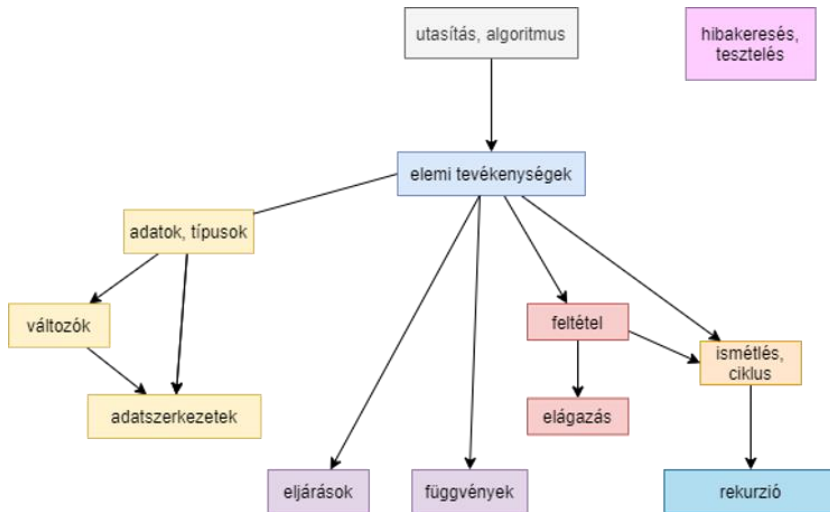 utasítás, algoritmus
hibakeresés,
tesztelés
elemi tevékenységek
adatok, típusok
változók
feltétel
ismétlés,
ciklus
adatszerkezetek
elágazás
eljárások
függvények
rekurzió